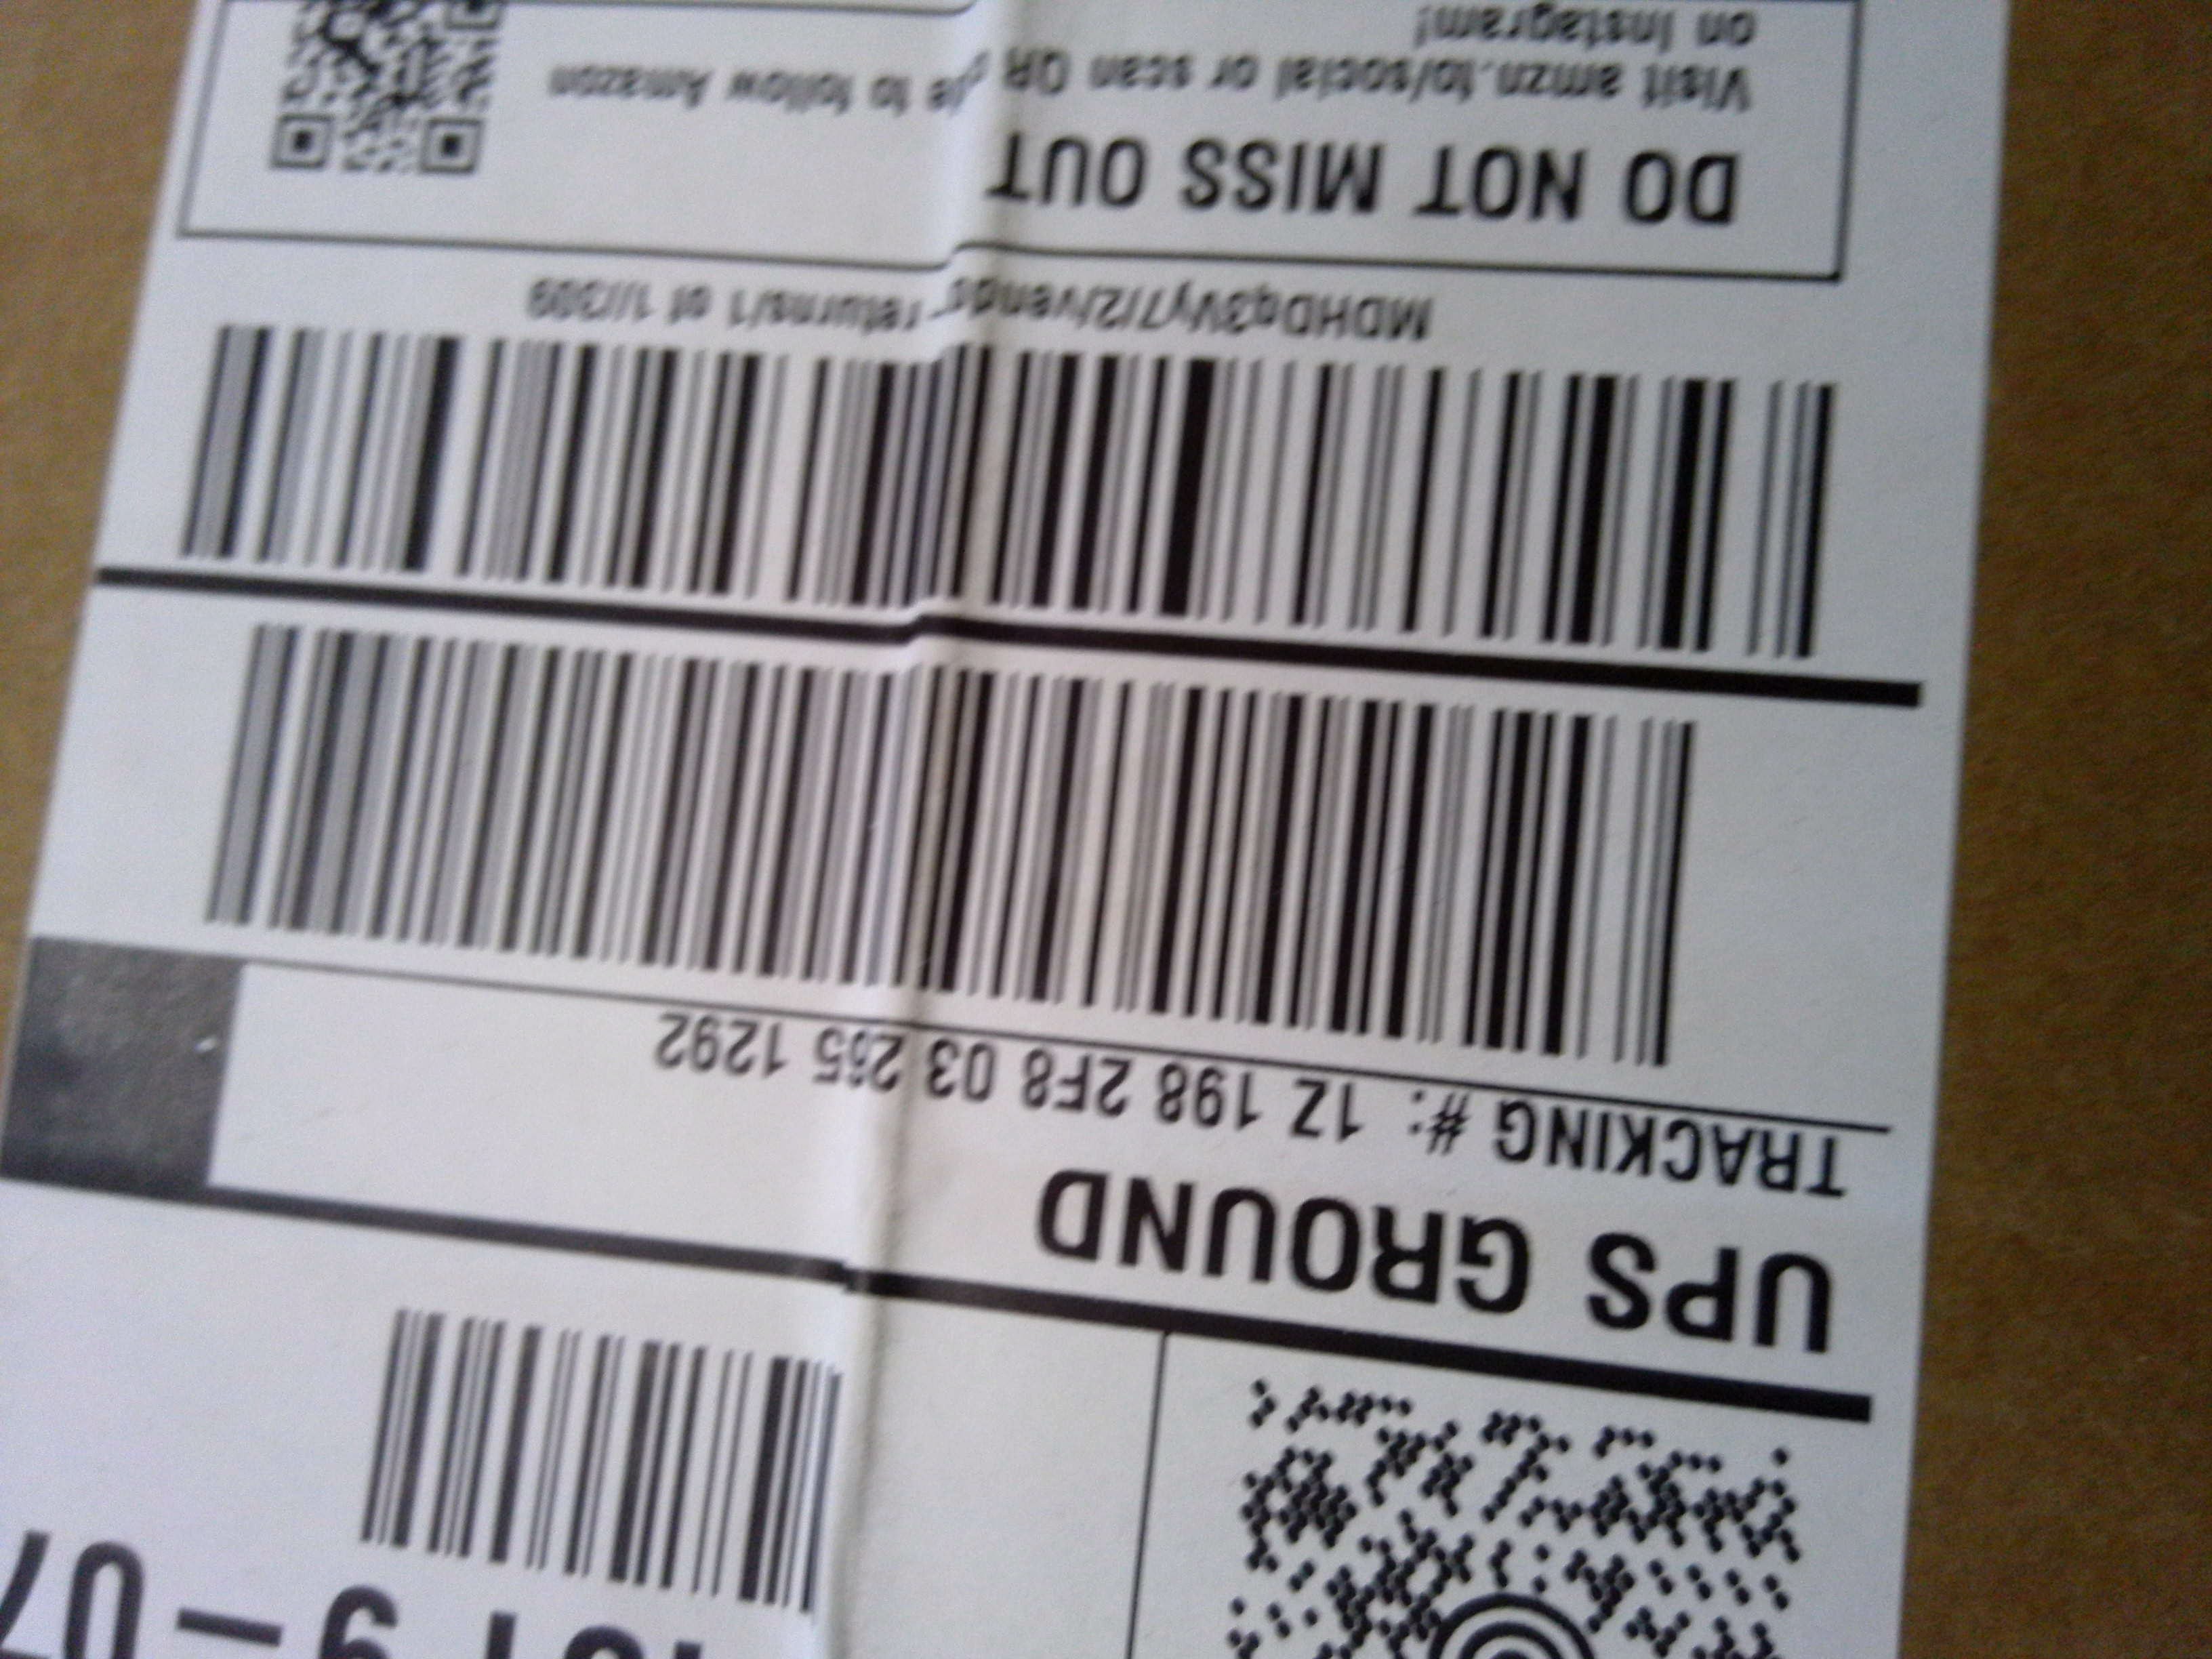 UPS GROUND
TRACKING #: 1Z 198 2F8 03 265 1292
MDHDq3Vy7/2/vendor returns/1 of 1/309
DO NOT MISS OUT
Visit amzn.to/social or scan QR code to follow Amazon
on Instagram!